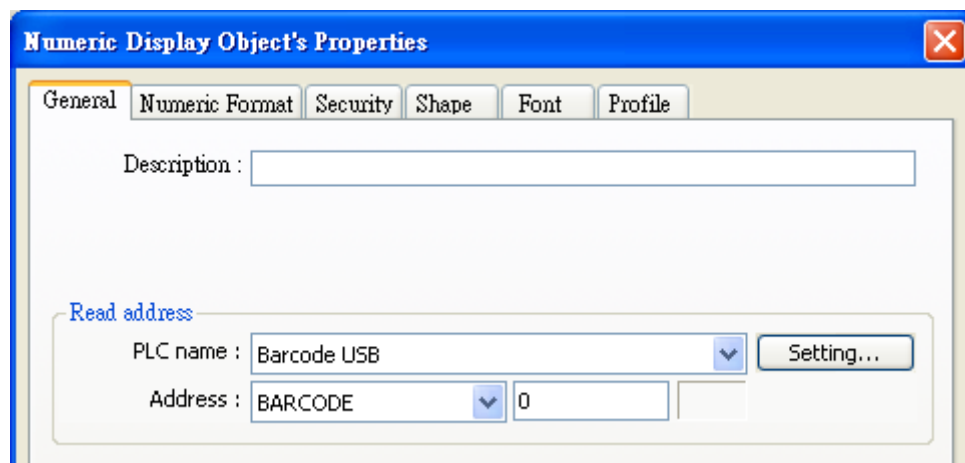 Numeric Display Object's Properties
General Numeric Format Security Shape Font Profile
Description :
Read address
PLC name : Barcode USB Setting...
Address : BARCODE 0